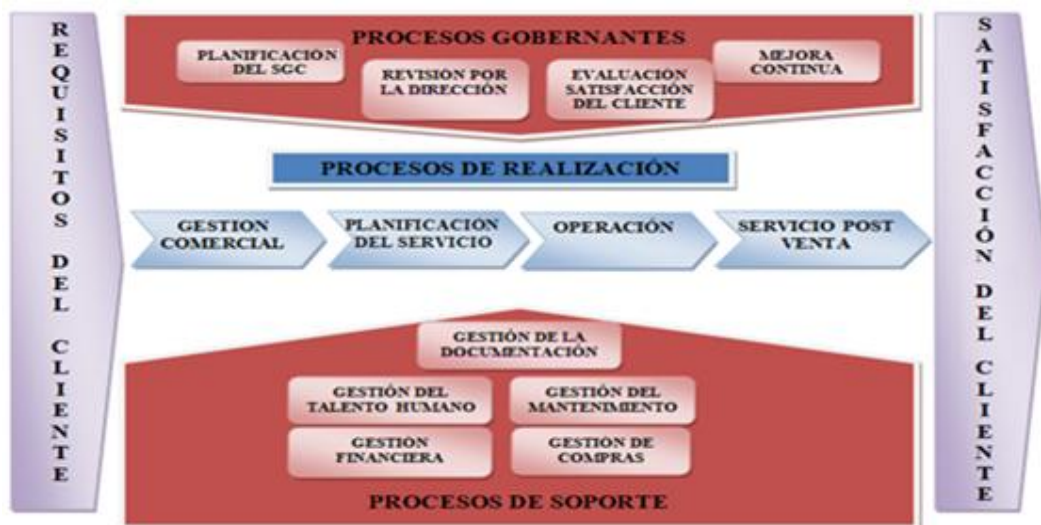 REQUISITOS DEL CLIENTE
PROCESOS GOBERNANTES
PLANIFICACIÓN
DEL SGC
REVISIÓN POR
LA DIRECCIÓN
EVALUACIÓN
SATISFACCIÓN
DEL CLIENTE
MEJORA
CONTINUA
PROCESOS DE REALIZACIÓN
GESTION
COMERCIAL
PLANIFICACIÓN
DEL SERVICIO
OPERACIÓN
SERVICIO POST
VENTA
GESTIÓN DE LA
DOCUMENTACIÓN
GESTIÓN DEL
TALENTO HUMANO
GESTIÓN DEL
MANTENIMIENTO
GESTIÓN
FINANCIERA
GESTIÓN DE
COMPRAS
PROCESOS DE SOPORTE
SATISFACCIÓN DEL CLIENTE